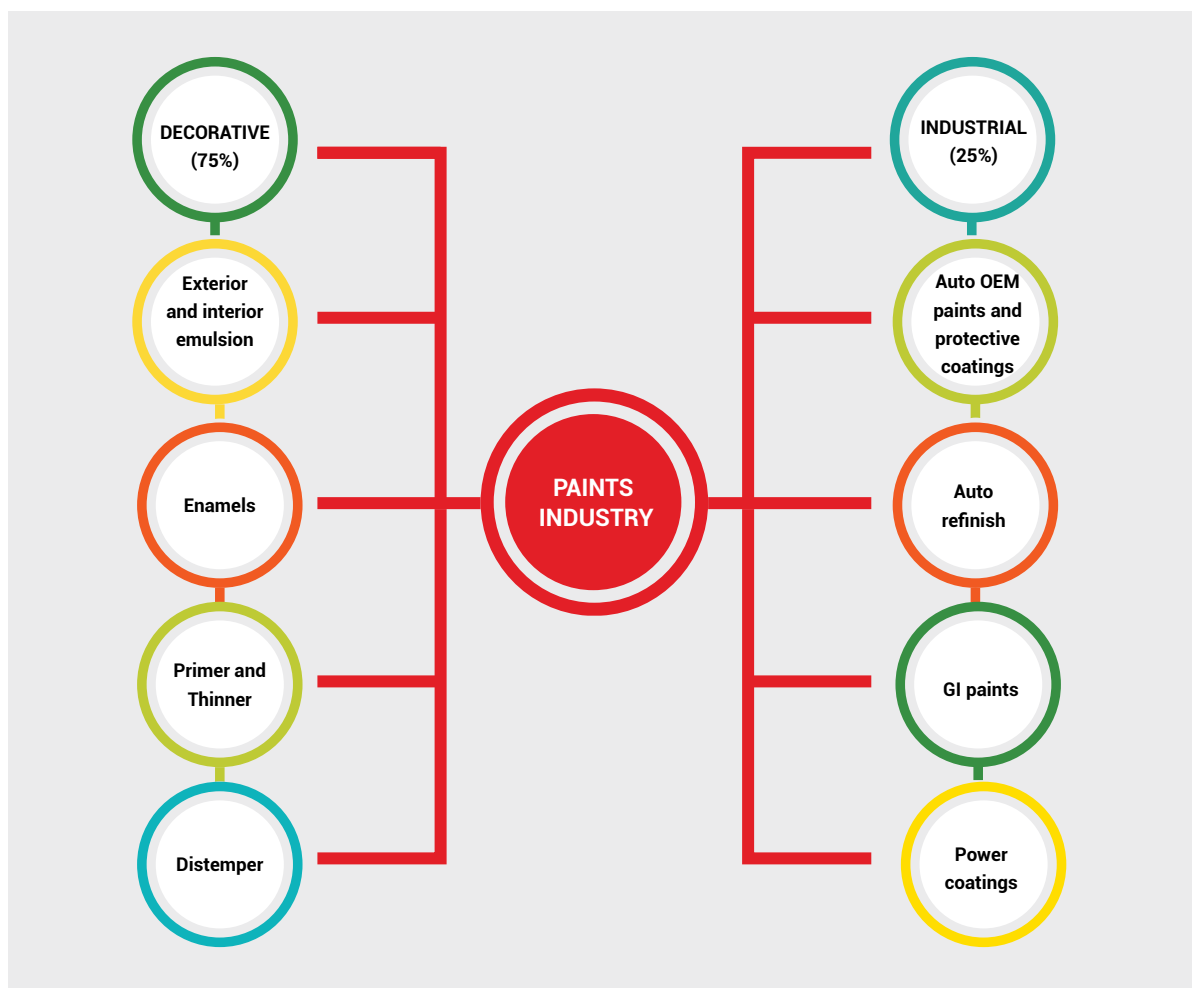 DECORATIVE
(75%)
Exterior
and interior
emulsion
Enamels
Primer and
Thinner
Distemper
PAINTS
INDUSTRY
INDUSTRIAL
(25%)
Auto OEM
paints and
protective
coatings
Auto
refinish
GI paints
Power
coatings